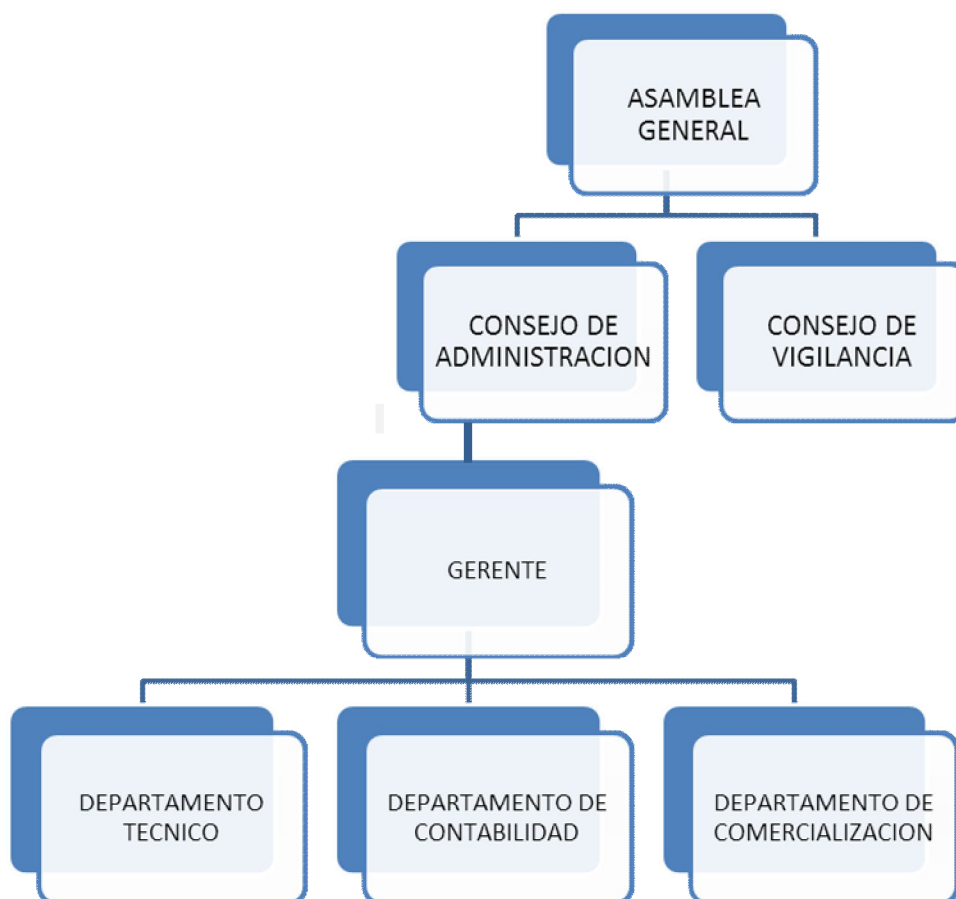 ASAMBLEA
GENERAL
CONSEJO DE
ADMINISTRACION
CONSEJO DE
VIGILANCIA
GERENTE
DEPARTAMENTO
TECNICO
DEPARTAMENTO DE
CONTABILIDAD
DEPARTAMENTO DE
COMERCIALIZACION